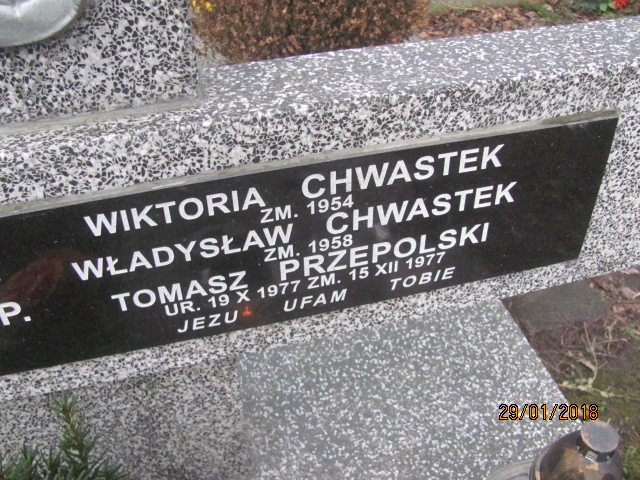 WIKTORIA CHWASTEK
ZM. 1954
WŁADYSŁAW CHWASTEK
ZM. 1958
P. TOMASZ PRZEPOLSKI
UR. 19 X 1977 ZM. 15 XII 1977
JEZU UFAM TOBIE
29/01/2018